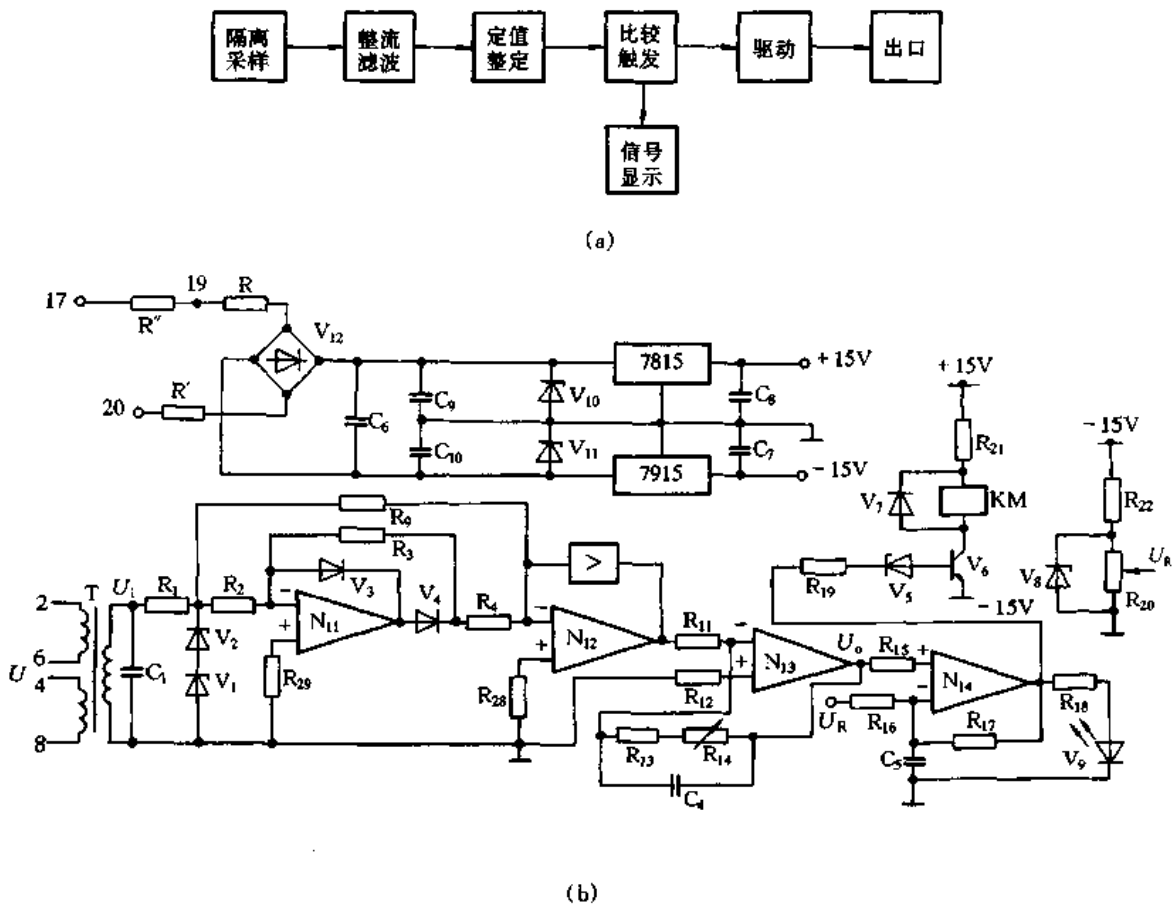 隔离
采样
整流
滤波
定值
整定
比较
触发
驱动
出口
信号
显示
(a)
17
R″
19
R
V₁₂
20
R′
C₆
C₉
C₁₀
V₁₀
V₁₁
7815
7915
C₈
C₇
+15V
-15V
+15V
R₂₁
V₇
KM
V₆
R₁₉
V₅
-15V
-15V
R₂₂
V₈
R₂₀
U_R
R₉
R₃
V₃
>
2
T
Uᵢ
R₁
R₂
-
+
N₁₁
V₄
R₄
-
+
N₁₂
R₁₁
-
+
N₁₃
U₀
R₁₅
+
-
N₁₄
R₁₈
6
U
4
8
C₁
V₂
V₁
R₂₉
R₂₈
R₁₂
U_R
R₁₆
R₁₇
C₅
V₉
R₁₃
R₁₄
C₄
(b)